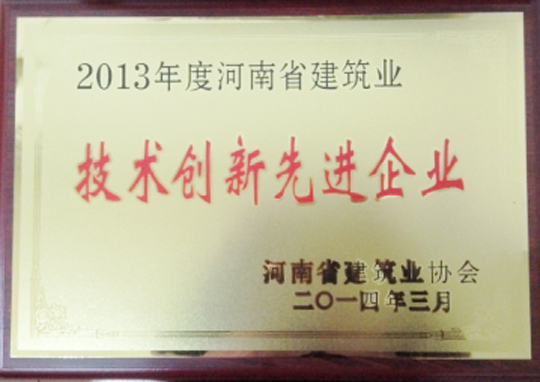 2013年度河南省建筑业
技术创新先进企业
河南省建筑业协会
二〇一四年三月